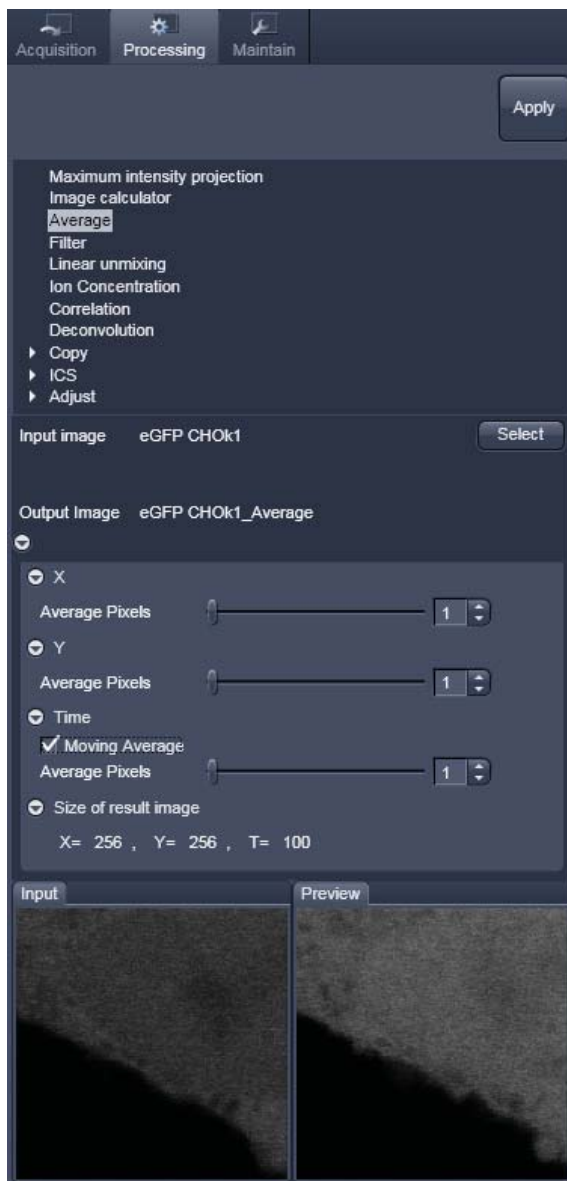 Acquisition Processing Maintain
Apply
Maximum intensity projection
Image calculator
Average
Filter
Linear unmixing
Ion Concentration
Correlation
Deconvolution
Copy
ICS
Adjust
Input image eGFP CHOk1 Select
Output Image eGFP CHOk1_Average
X
Average Pixels 1
Y
Average Pixels 1
Time
Moving Average
Average Pixels 1
Size of result image
X= 256 , Y= 256 , T= 100
Input Preview